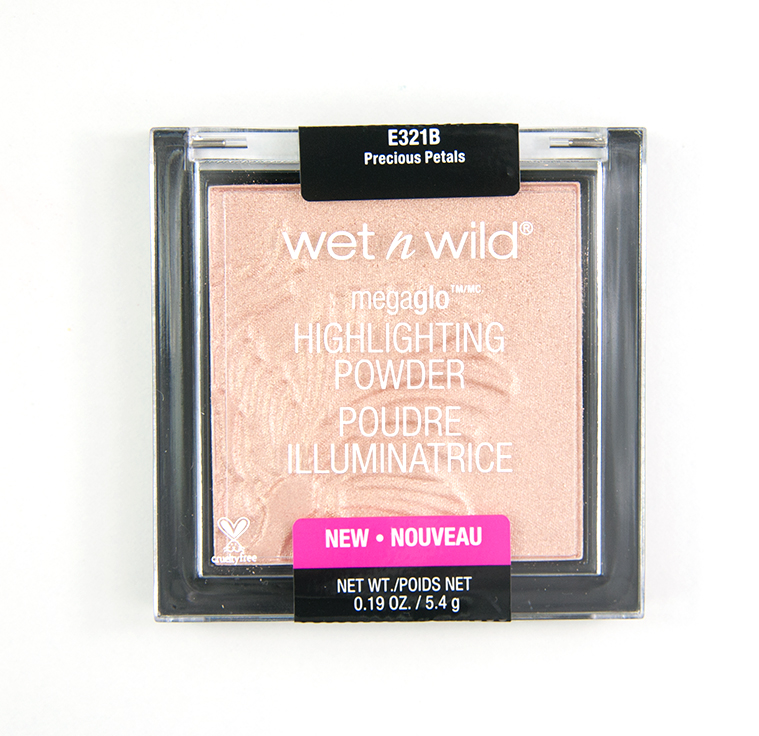 E321B
Precious Petals
wet n wild®
megaglo™/MC
HIGHLIGHTING
POWDER
POUDRE
ILLUMINATRICE
crueltyfree
NEW • NOUVEAU
NET WT./POIDS NET
0.19 OZ. / 5.4 g